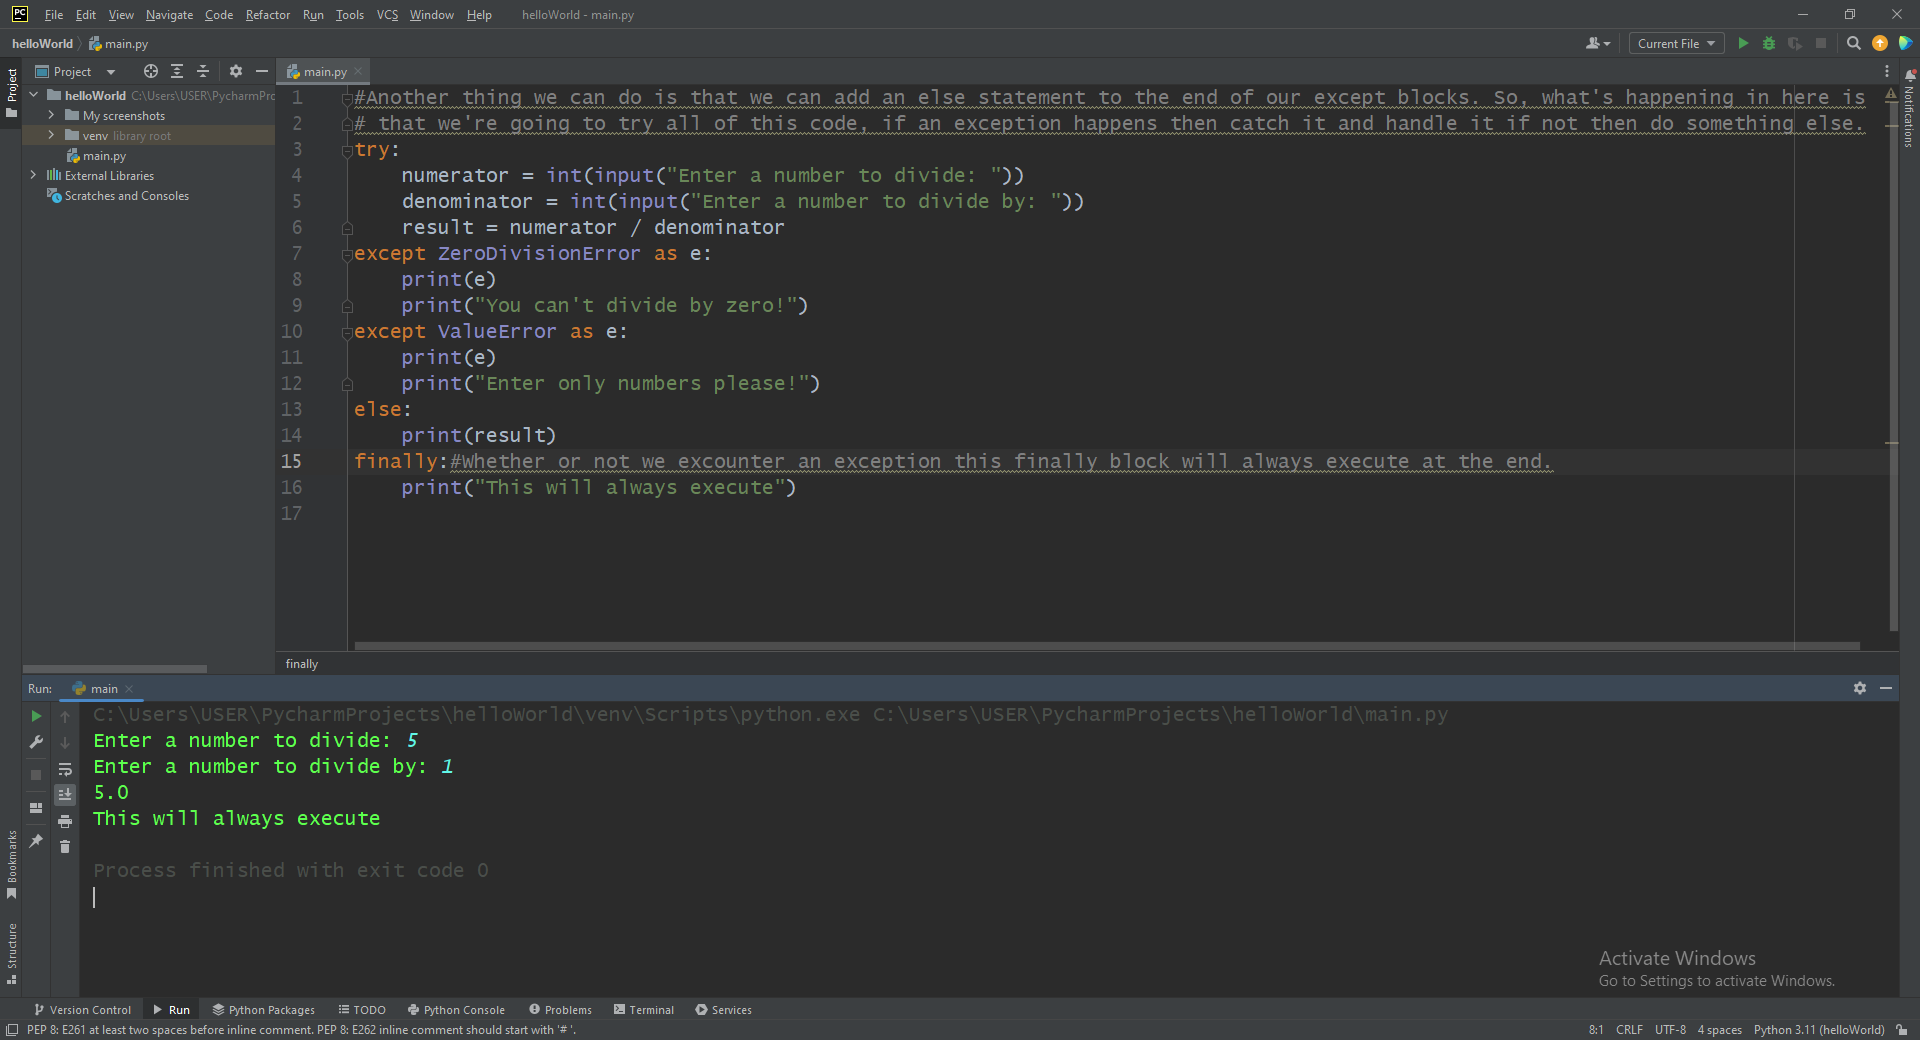 File Edit View Navigate Code Refactor Run Tools VCS Window Help helloWorld - main.py
helloWorld main.py Current File
Project main.py
Project
helloWorld C:\Users\USER\PycharmPro
My screenshots
venv library root
main.py
External Libraries
Scratches and Consoles
1 #Another thing we can do is that we can add an else statement to the end of our except blocks. So, what's happening in here is
2 # that we're going to try all of this code, if an exception happens then catch it and handle it if not then do something else.
3 try:
4 numerator = int(input("Enter a number to divide: "))
5 denominator = int(input("Enter a number to divide by: "))
6 result = numerator / denominator
7 except ZeroDivisionError as e:
8 print(e)
9 print("You can't divide by zero!")
10 except ValueError as e:
11 print(e)
12 print("Enter only numbers please!")
13 else:
14 print(result)
15 finally:#Whether or not we excounter an exception this finally block will always execute at the end.
16 print("This will always execute")
17
Notifications
finally
Run: main
C:\Users\USER\PycharmProjects\helloWorld\venv\Scripts\python.exe C:\Users\USER\PycharmProjects\helloWorld\main.py
Enter a number to divide: 5
Enter a number to divide by: 1
5.0
This will always execute
Process finished with exit code 0
Bookmarks
Structure
Activate Windows
Go to Settings to activate Windows.
Version Control Run Python Packages TODO Python Console Problems Terminal Services
PEP 8: E261 at least two spaces before inline comment. PEP 8: E262 inline comment should start with '# '. 8:1 CRLF UTF-8 4 spaces Python 3.11 (helloWorld)